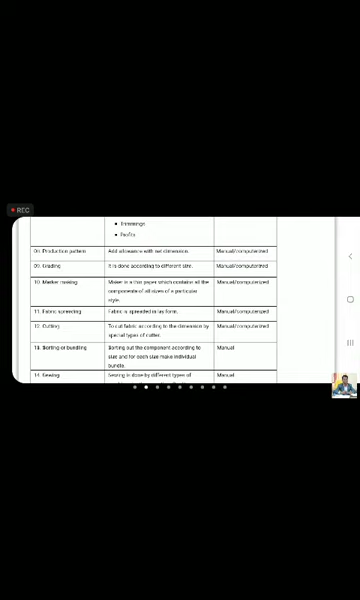 REC
• Trimmings
• Profits
08. Production pattern Add allowance with net dimension. Manual/computerized
09. Grading It is done according to different size. Manual/computerized
10. Marker making Maker is a thin paper which contains all the Manual/computerized
components of all sizes of a particular
style.
11. Fabric spreading Fabric is spreaded in lay form. Manual/computerized
12. Cutting To cut fabric according to the dimension by Manual/computerized
special types of cutter.
13. Sorting or bundling Sorting out the component according to Manual
size and for each size make individual
bundle.
14. Sewing Sewing is done by different types of Manual